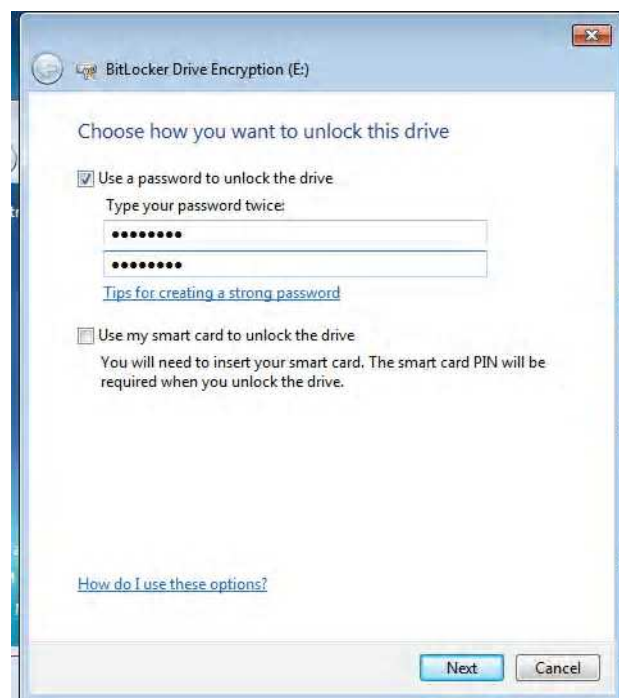 BitLocker Drive Encryption (E:)
Choose how you want to unlock this drive
Use a password to unlock the drive
Type your password twice:
●●●●●●●●
●●●●●●●●
Tips for creating a strong password
Use my smart card to unlock the drive
You will need to insert your smart card. The smart card PIN will be
required when you unlock the drive.
How do I use these options?
Next Cancel